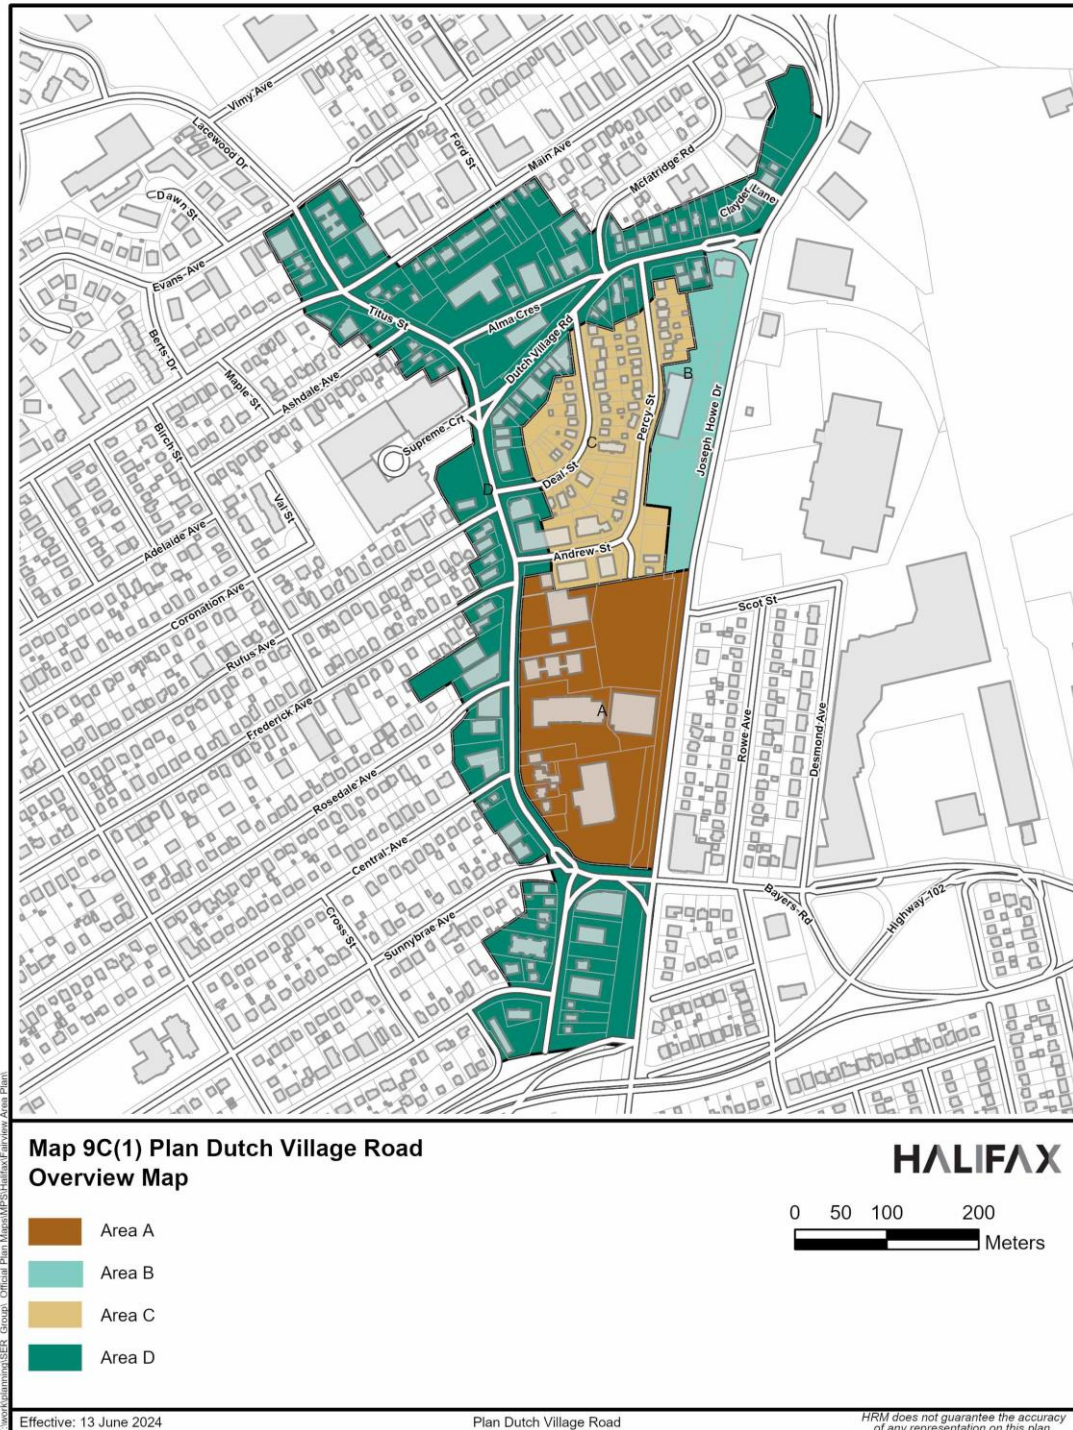 Vimy Ave
Lacewood Dr
Ford St
Main Ave
Mcfatridge Rd
Dawn St
Clayden Lane
Evans Ave
Titus St
Alma Cres
Dutch Village Rd
Berts Dr
Maple St
Ashdale Ave
Percy St
B
Joseph Howe Dr
Supreme Crt
Birch St
C
Deal St
D
Val St
Adelaide Ave
Andrew St
Coronation Ave
Scot St
Rufus Ave
Frederick Ave
A
Rowe Ave
Desmond Ave
Rosedale Ave
Central Ave
Bayers Rd
Highway 102
Cross St
Sunnybrae Ave
Map 9C(1) Plan Dutch Village Road
Overview Map
HALIFAX
Area A
Area B
Area C
Area D
0 50 100 200
Meters
Effective: 13 June 2024
Plan Dutch Village Road
HRM does not guarantee the accuracy
of any representation on this plan